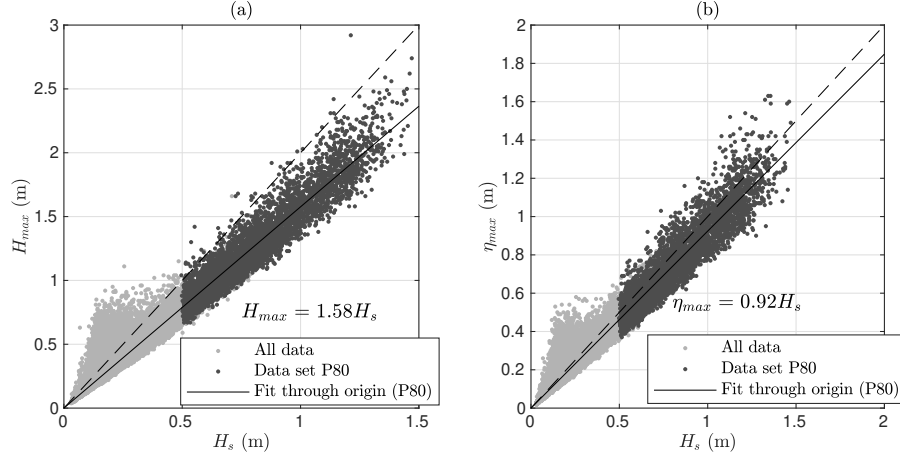 (a)
3
2.5
2
1.5
1
0.5
0
H_max (m)
H_max = 1.58H_s
All data
Data set P80
Fit through origin (P80)
0 0.5 1 1.5
H_s (m)
(b)
2
1.8
1.6
1.4
1.2
1
0.8
0.6
0.4
0.2
0
η_max (m)
η_max = 0.92H_s
All data
Data set P80
Fit through origin (P80)
0 0.5 1 1.5 2
H_s (m)